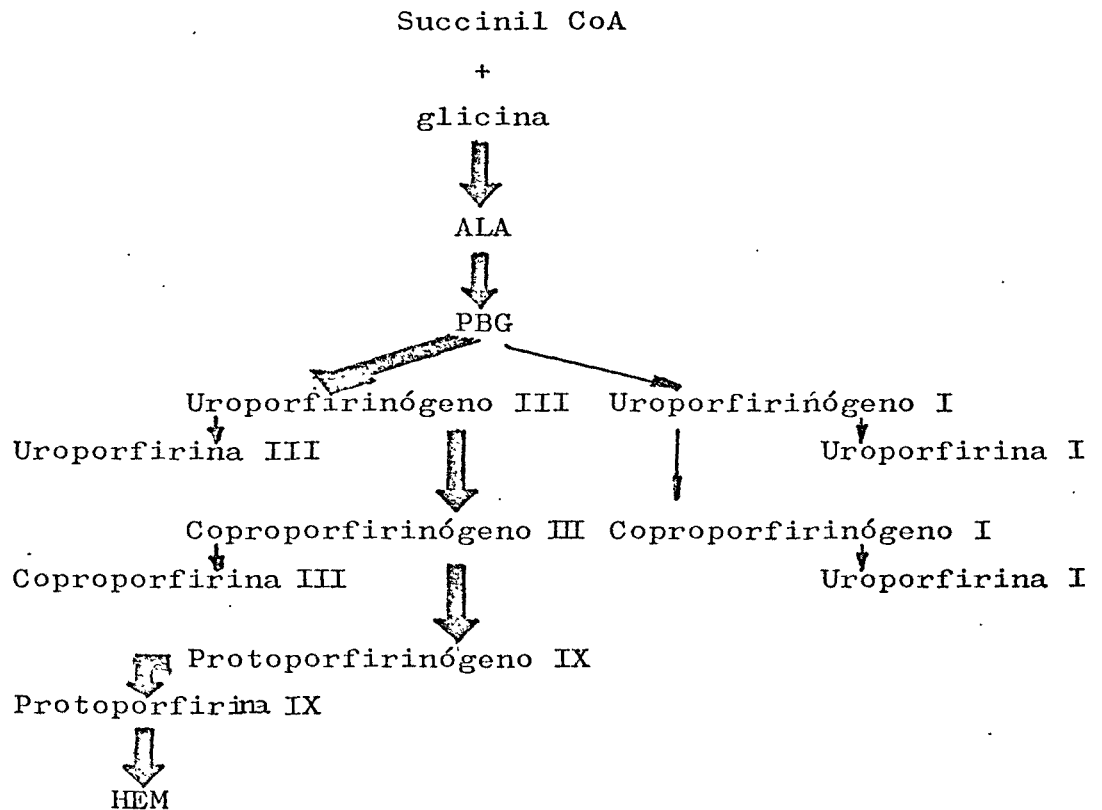 Succinil CoA
+
glicina
ALA
PBG
Uroporfirinógeno III Uroporfirinógeno I
Uroporfirina III Uroporfirina I
Coproporfirinógeno III Coproporfirinógeno I
Coproporfirina III Uroporfirina I
Protoporfirinógeno IX
Protoporfirina IX
HEM